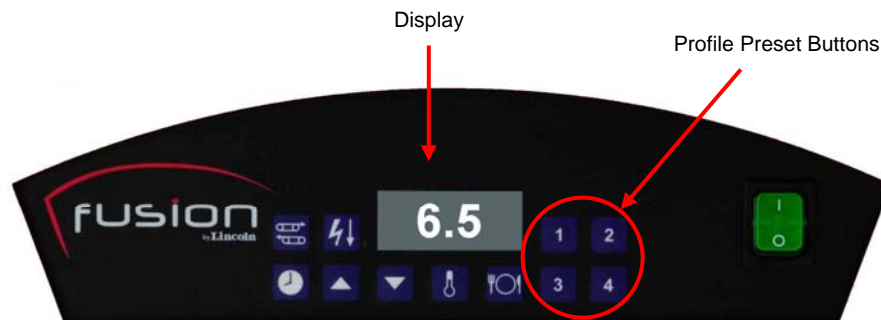 Display
Profile Preset Buttons
fusion
by Lincoln
6.5
1 2
3 4
I
O